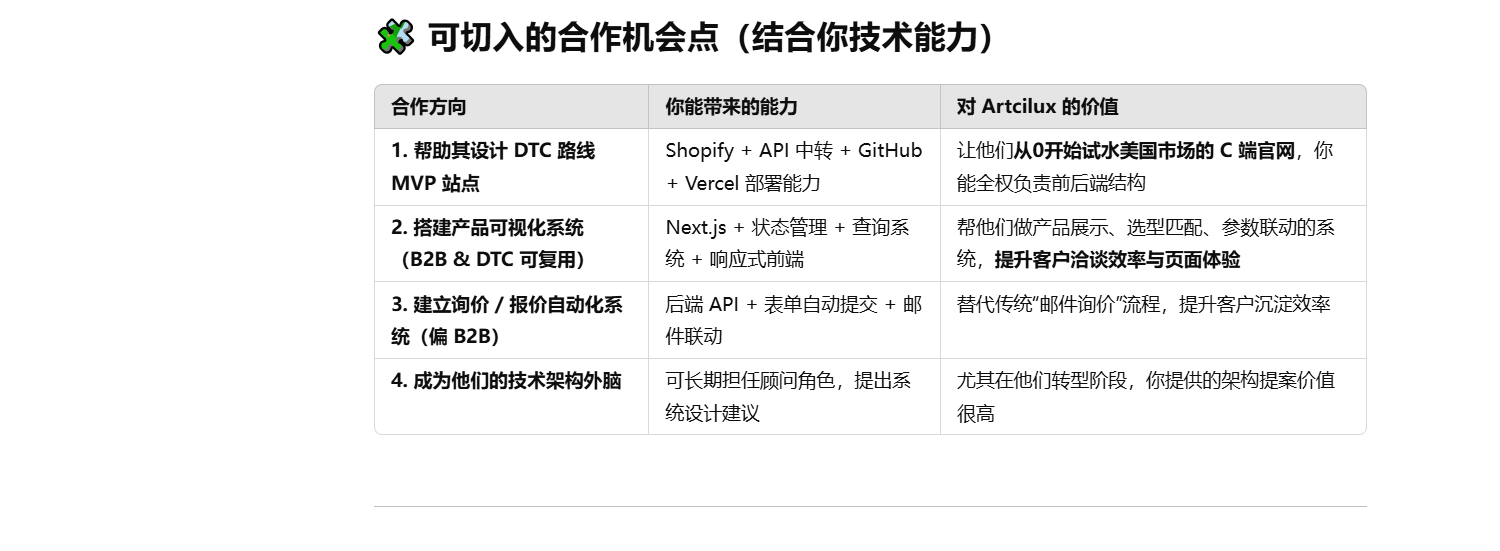 可切入的合作机会点（结合你技术能力）
合作方向 你能带来的能力 对 Artcilux 的价值
1. 帮助其设计 DTC 路线
MVP 站点
Shopify + API 中转 + GitHub
+ Vercel 部署能力
让他们从0开始试水美国市场的 C 端官网，你
能全权负责前后端结构
2. 搭建产品可视化系统
（B2B & DTC 可复用）
Next.js + 状态管理 + 查询系
统 + 响应式前端
帮他们做产品展示、选型匹配、参数联动的系
统，提升客户洽谈效率与页面体验
3. 建立询价 / 报价自动化系
统（偏 B2B）
后端 API + 表单自动提交 + 邮
件联动
替代传统“邮件询价”流程，提升客户沉淀效率
4. 成为他们的技术架构外脑
可长期担任顾问角色，提出系
统设计建议
尤其在他们转型阶段，你提供的架构提案价值
很高